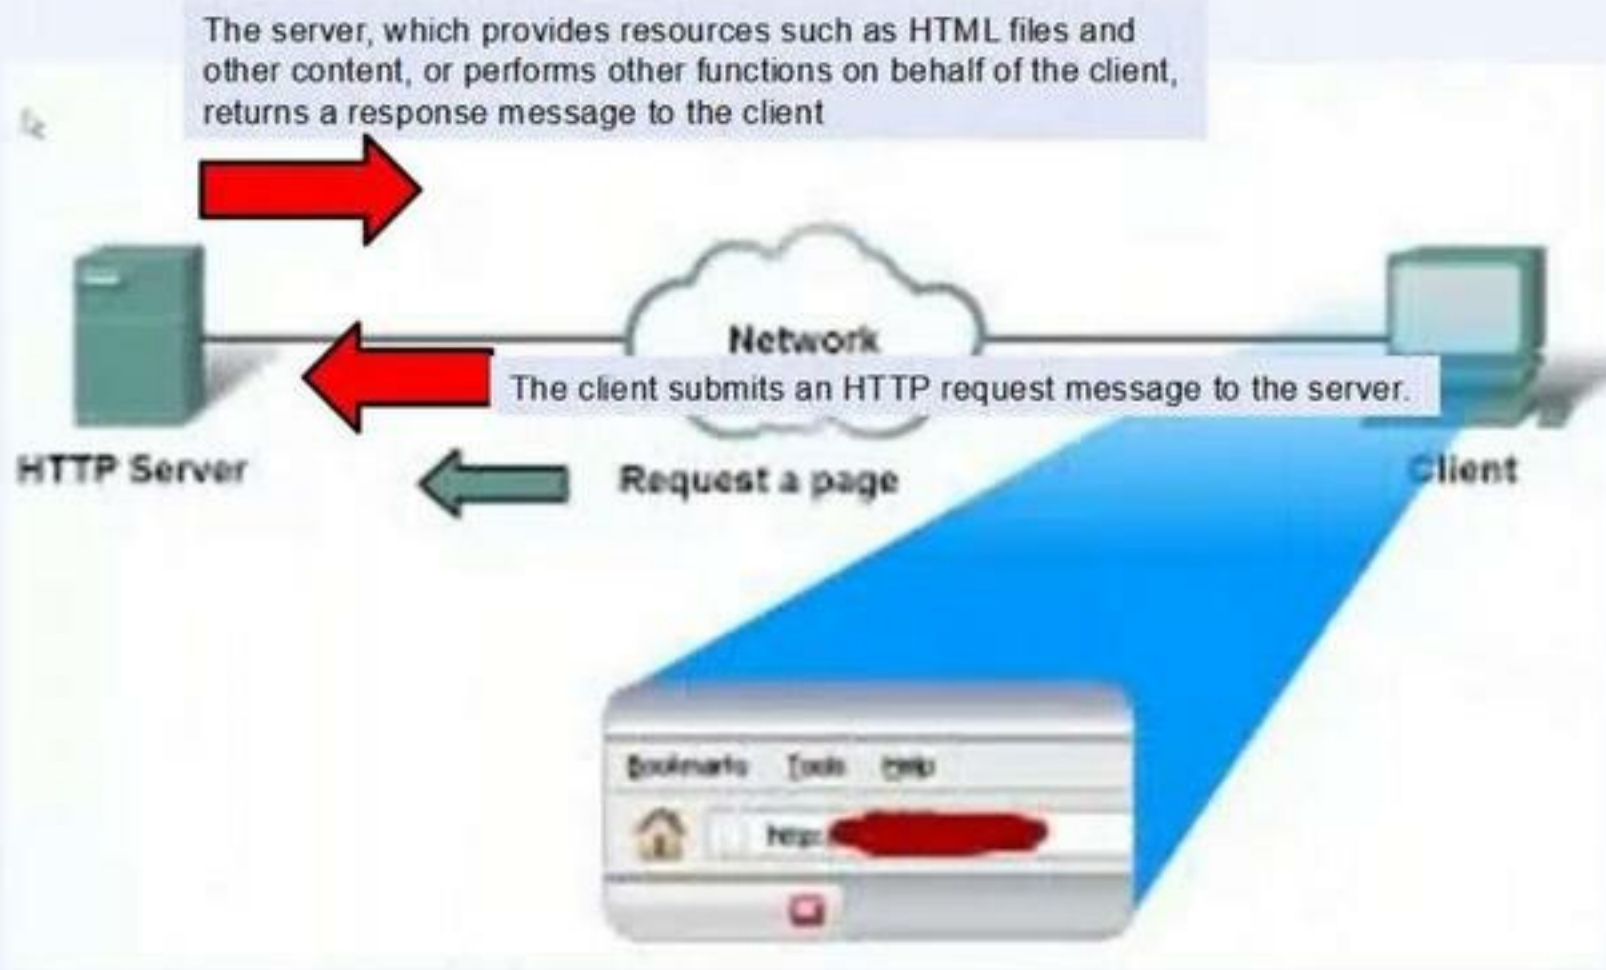 The server, which provides resources such as HTML files and
other content, or performs other functions on behalf of the client,
returns a response message to the client
Network
The client submits an HTTP request message to the server.
HTTP Server
Request a page
Client
Bookmarks Tools Help
http: